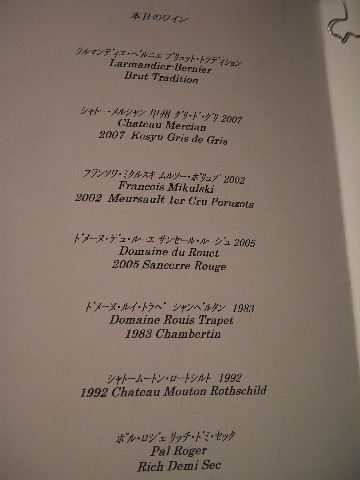 本日のワイン
ラルマンディエ・ベルニエ ブリュット・トラディション
Larmandier-Bernier
Brut Tradition
シャトー・メルシャン 甲州 グリ・ド・グリ 2007
Chateau Mercian
2007 Kosyu Gris de Gris
フランソワ・ミクルスキ ムルソー・ポリュゾ 2002
Francois Mikulski
2002 Meursault 1er Cru Poruzots
ドメーヌ・デュ・ル エ サンセール・ルージュ 2005
Domaine du Rouet
2005 Sancerre Rouge
ドメーヌ・ルイ・トラペ シャンベルタン 1983
Domaine Rouis Trapet
1983 Chambertin
シャトームートン・ロートシルト 1992
1992 Chateau Mouton Rothschild
ポル・ロジェ リッチ・ドミ・セック
Pal Roger
Rich Demi Sec